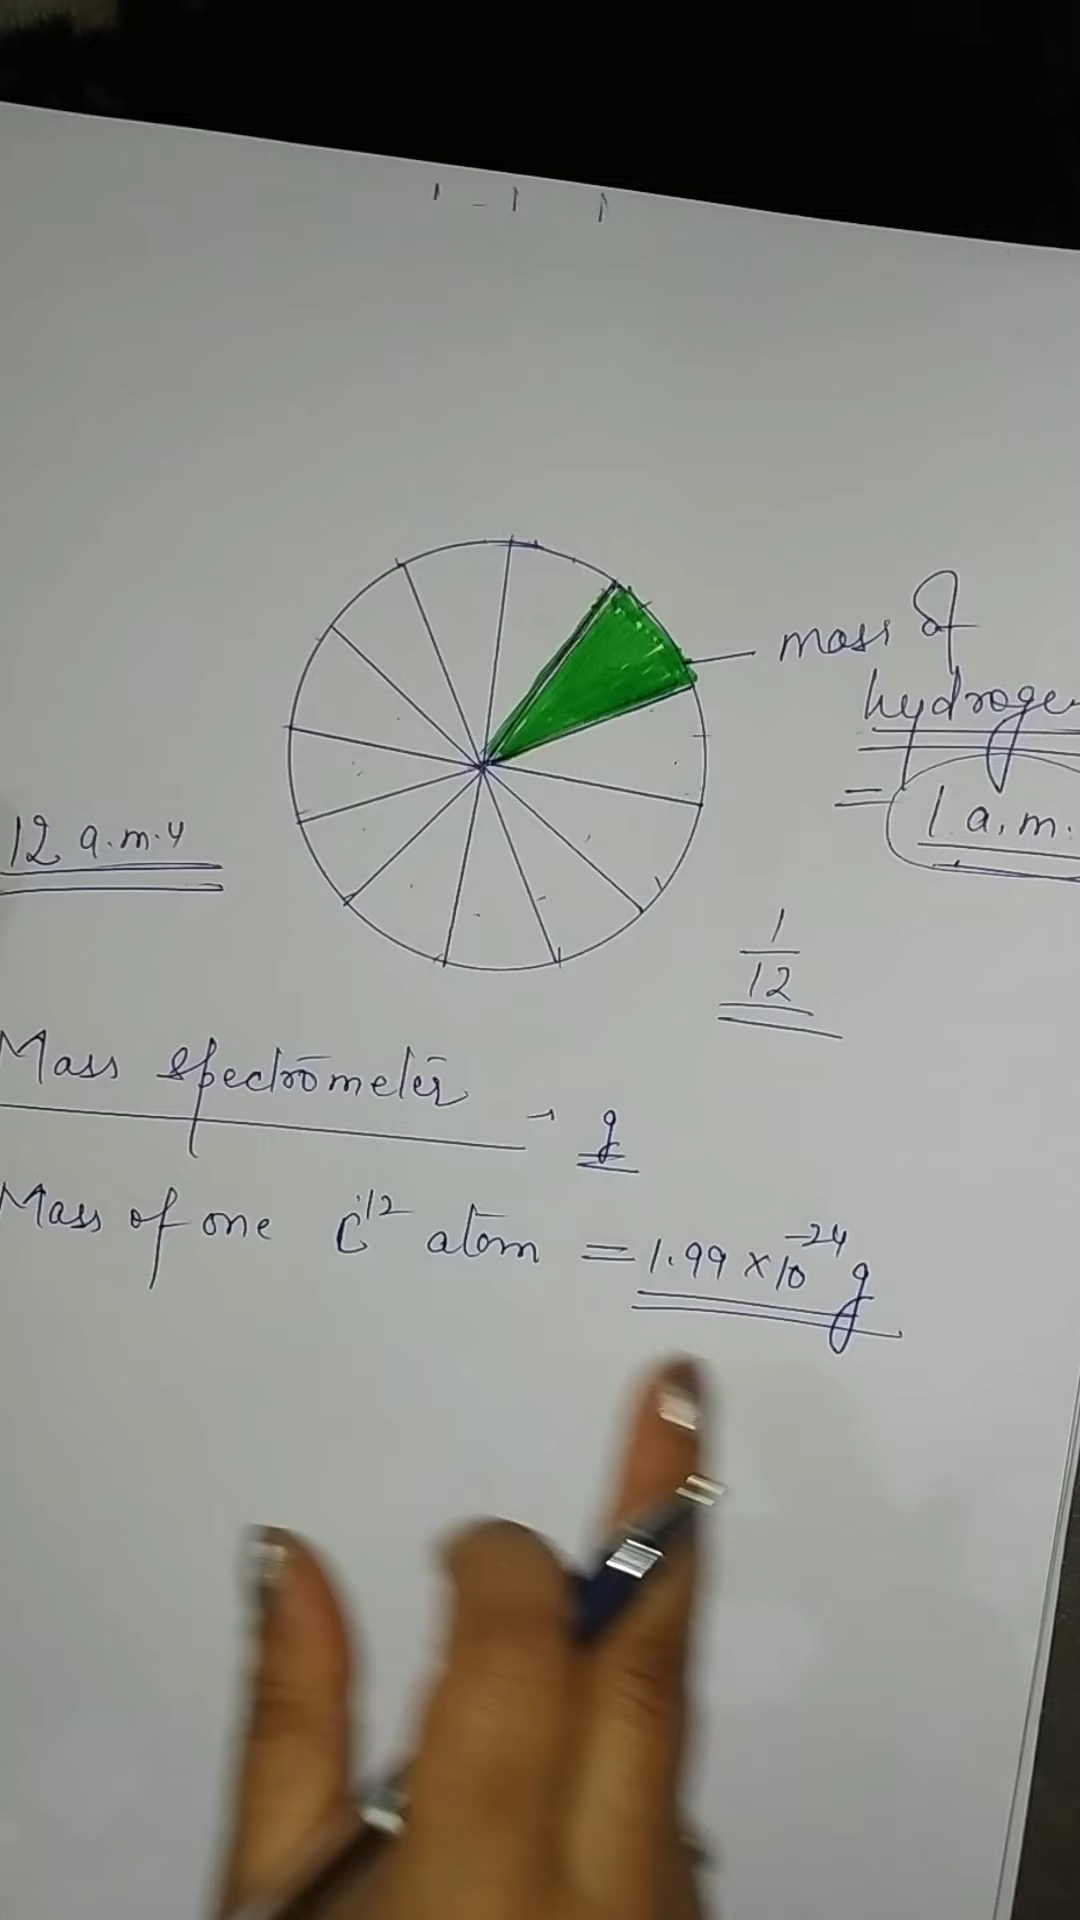 mass of
hydroge
= 1 a.m.
12 a.m.u
1
12
Mass spectrometer - g
Mass of one C12 atom = 1.99 × 10-24 g